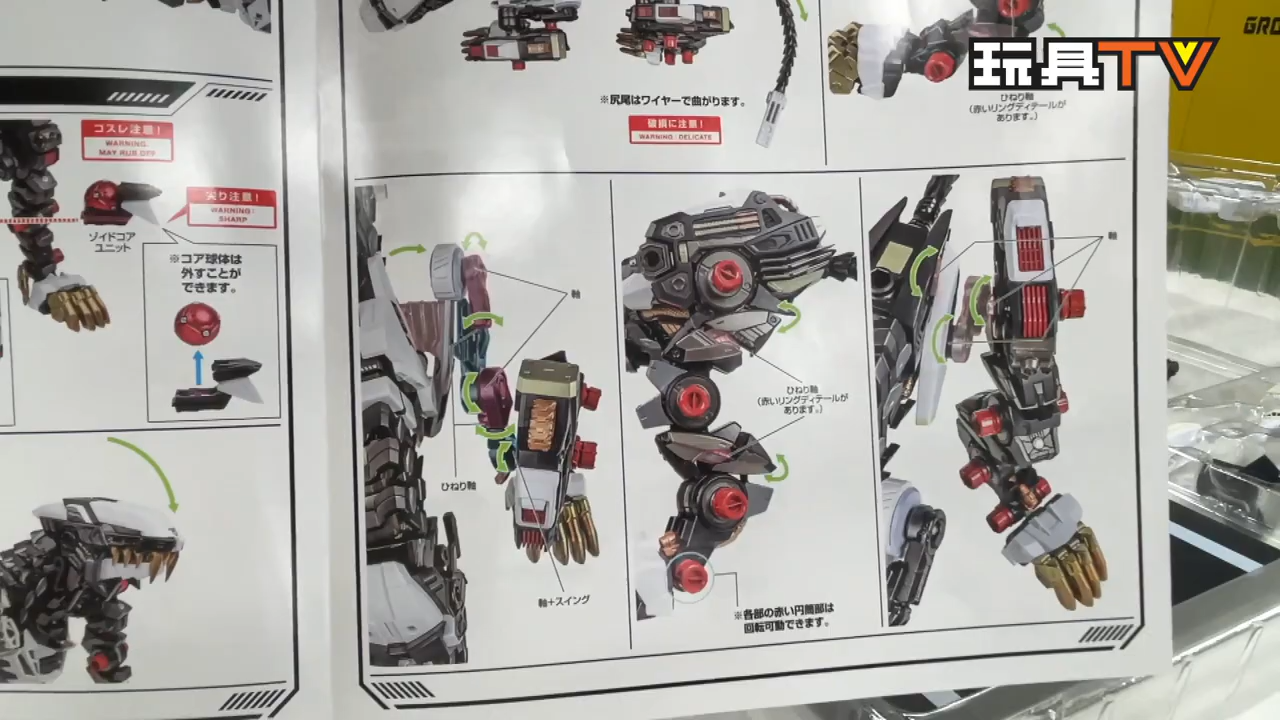 GRO
玩具TV
※尻尾はワイヤーで曲がります。
破損に注意！
WARNING: DELICATE
ひねり軸
(赤いリングディテールが
あります。)
コスレ注意！
WARNING:
MAY RUB OFF
尖り注意！
WARNING:
SHARP
ゾイドコア
ユニット
※コア球体は
外すことが
できます。
軸
ひねり軸
軸+スイング
ひねり軸
(赤いリングディテールが
あります。)
※各部の赤い円筒部は
回転可動できます。
軸